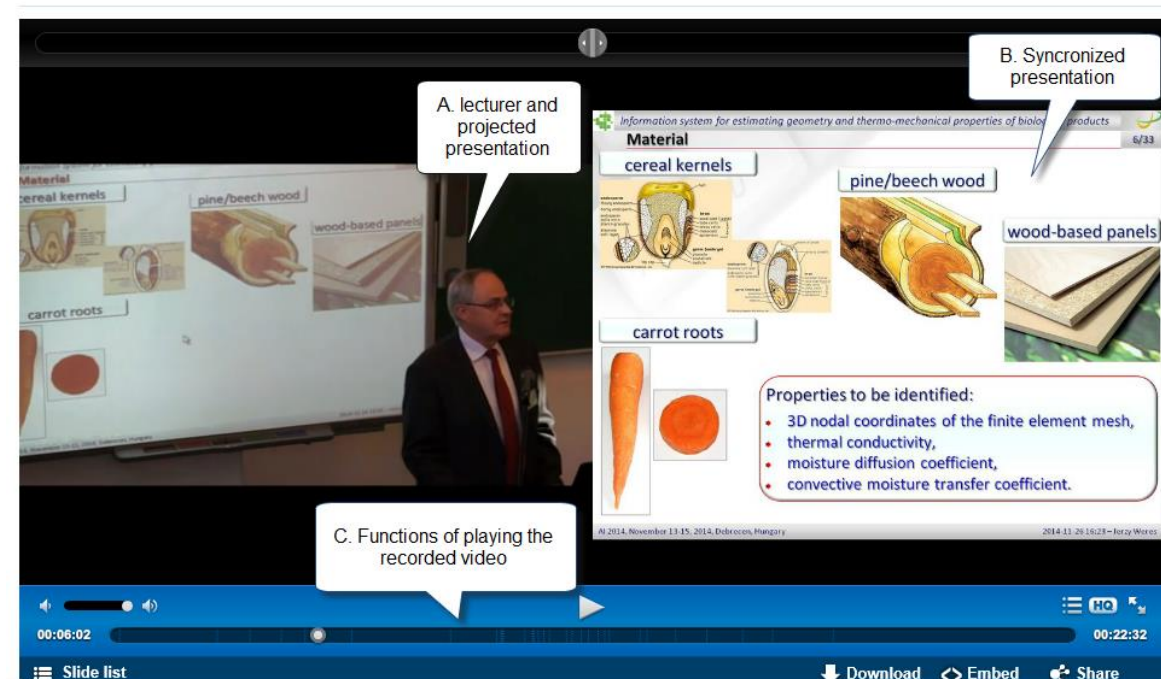 A. lecturer and
projected
presentation
B. Syncronized
presentation
Material
cereal kernels
pine/beech wood
wood-based panels
carrot roots
Information system for estimating geometry and thermo-mechanical properties of products
Material
6/33
cereal kernels
pine/beech wood
wood-based panels
carrot roots
Properties to be identified:
• 3D nodal coordinates of the finite element mesh,
• thermal conductivity,
• moisture diffusion coefficient,
• convective moisture transfer coefficient.
AI 2014, November 13-15, 2014, Debrecen, Hungary
2014-11-26 16:28 – Jerzy Weres
C. Functions of playing the
recorded video
HQ
00:06:02
00:22:32
Slide list
Download
Embed
Share